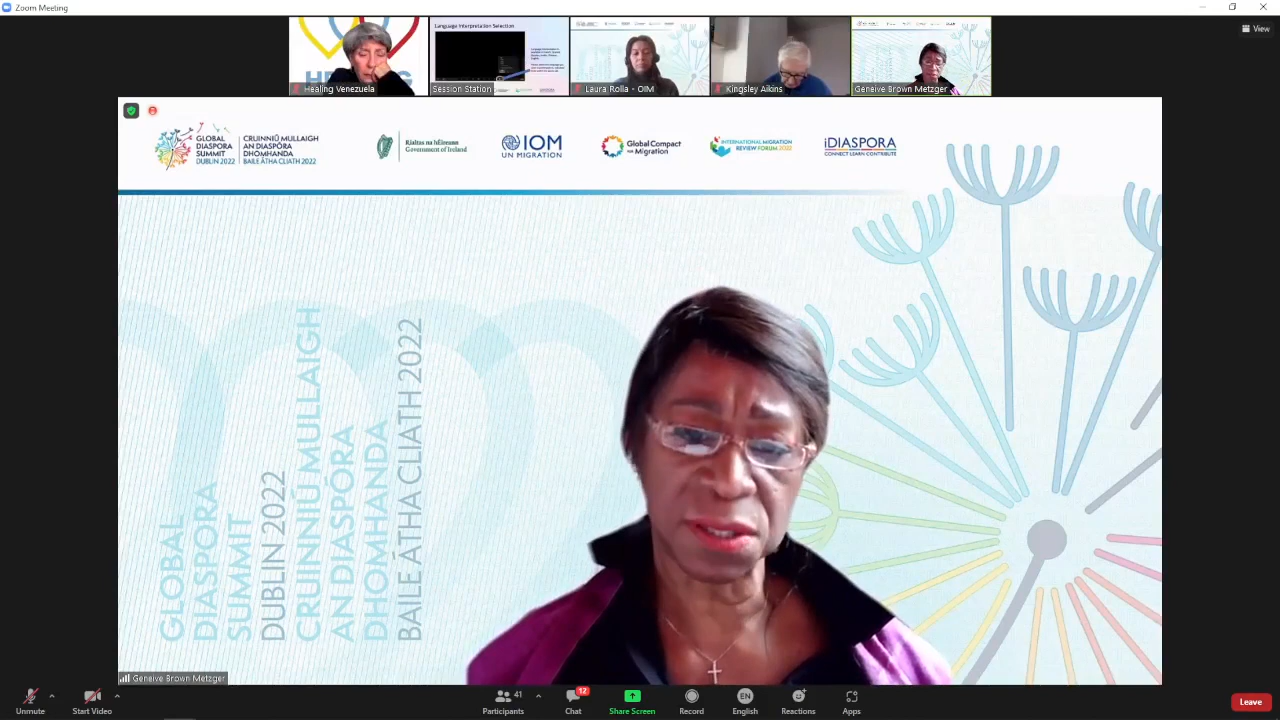 Zoom Meeting
View
Healing Venezuela
Language Interpretation Selection
Session Station
Laura Rolla - OIM
Kingsley Aikins
Geneive Brown Metzger
GLOBAL
DIASPORA
SUMMIT
DUBLIN 2022
CRUINNIÚ MULLAIGH
AN DIASPÓRA
DHOMHANDA
BAILE ÁTHA CLIATH 2022
Rialtas na hÉireann
Government of Ireland
IOM
UN MIGRATION
Global Compact
for Migration
INTERNATIONAL MIGRATION
REVIEW FORUM 2022
iDIASPORA
CONNECT LEARN CONTRIBUTE
GLOBAL
DIASPORA
SUMMIT
DUBLIN 2022
CRUINNIÚ MULLAIGH
AN DIASPÓRA
DHOMHANDA
BAILE ÁTHA CLIATH 2022
Geneive Brown Metzger
Unmute
Start Video
41
Participants
12
Chat
Share Screen
Record
EN
English
Reactions
Apps
Leave